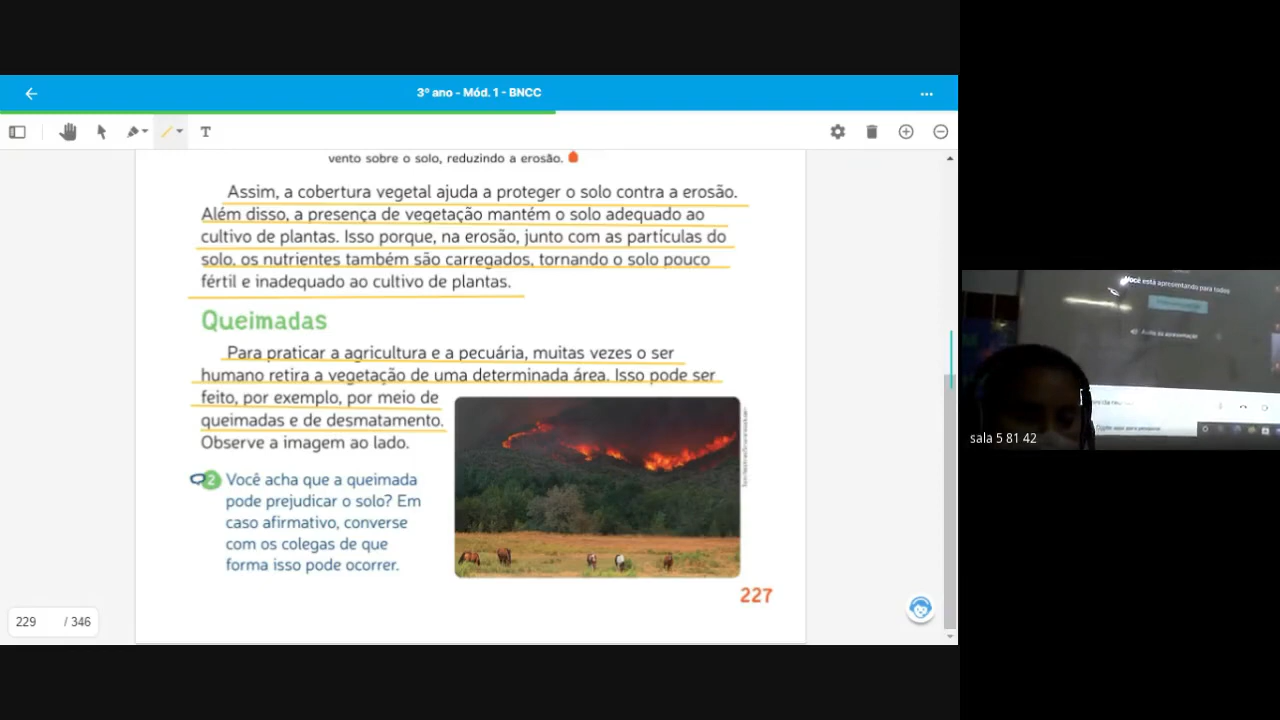 3º ano - Mód. 1 - BNCC
T
vento sobre o solo, reduzindo a erosão.
Assim, a cobertura vegetal ajuda a proteger o solo contra a erosão.
Além disso, a presença de vegetação mantém o solo adequado ao
cultivo de plantas. Isso porque, na erosão, junto com as partículas do
solo, os nutrientes também são carregados, tornando o solo pouco
fértil e inadequado ao cultivo de plantas.
Queimadas
Para praticar a agricultura e a pecuária, muitas vezes o ser
humano retira a vegetação de uma determinada área. Isso pode ser
feito, por exemplo, por meio de
queimadas e de desmatamento.
Observe a imagem ao lado.
2 Você acha que a queimada
pode prejudicar o solo? Em
caso afirmativo, converse
com os colegas de que
forma isso pode ocorrer.
227
229 / 346
Você está apresentando para todos
sala 5 81 42